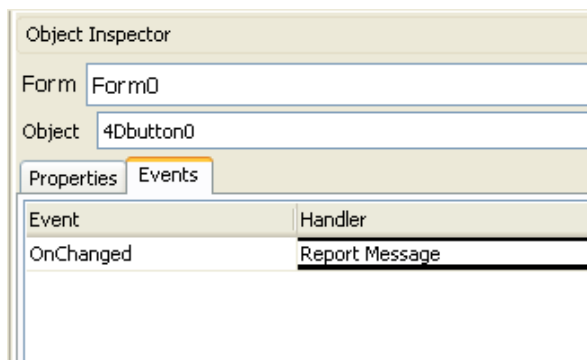 Object Inspector
Form Form0
Object 4Dbutton0
Properties Events
Event Handler
OnChanged Report Message